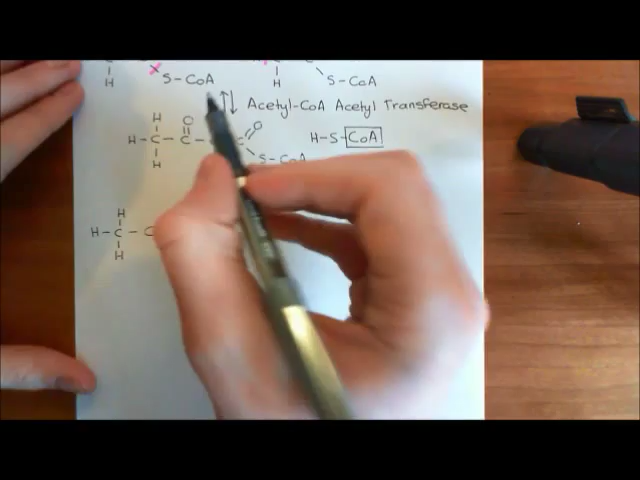 H S-CoA H S-CoA
Acetyl-CoA Acetyl Transferase
H O O
H-C-C- C H-S-CoA
H S-CoA
H
H-C-C
H